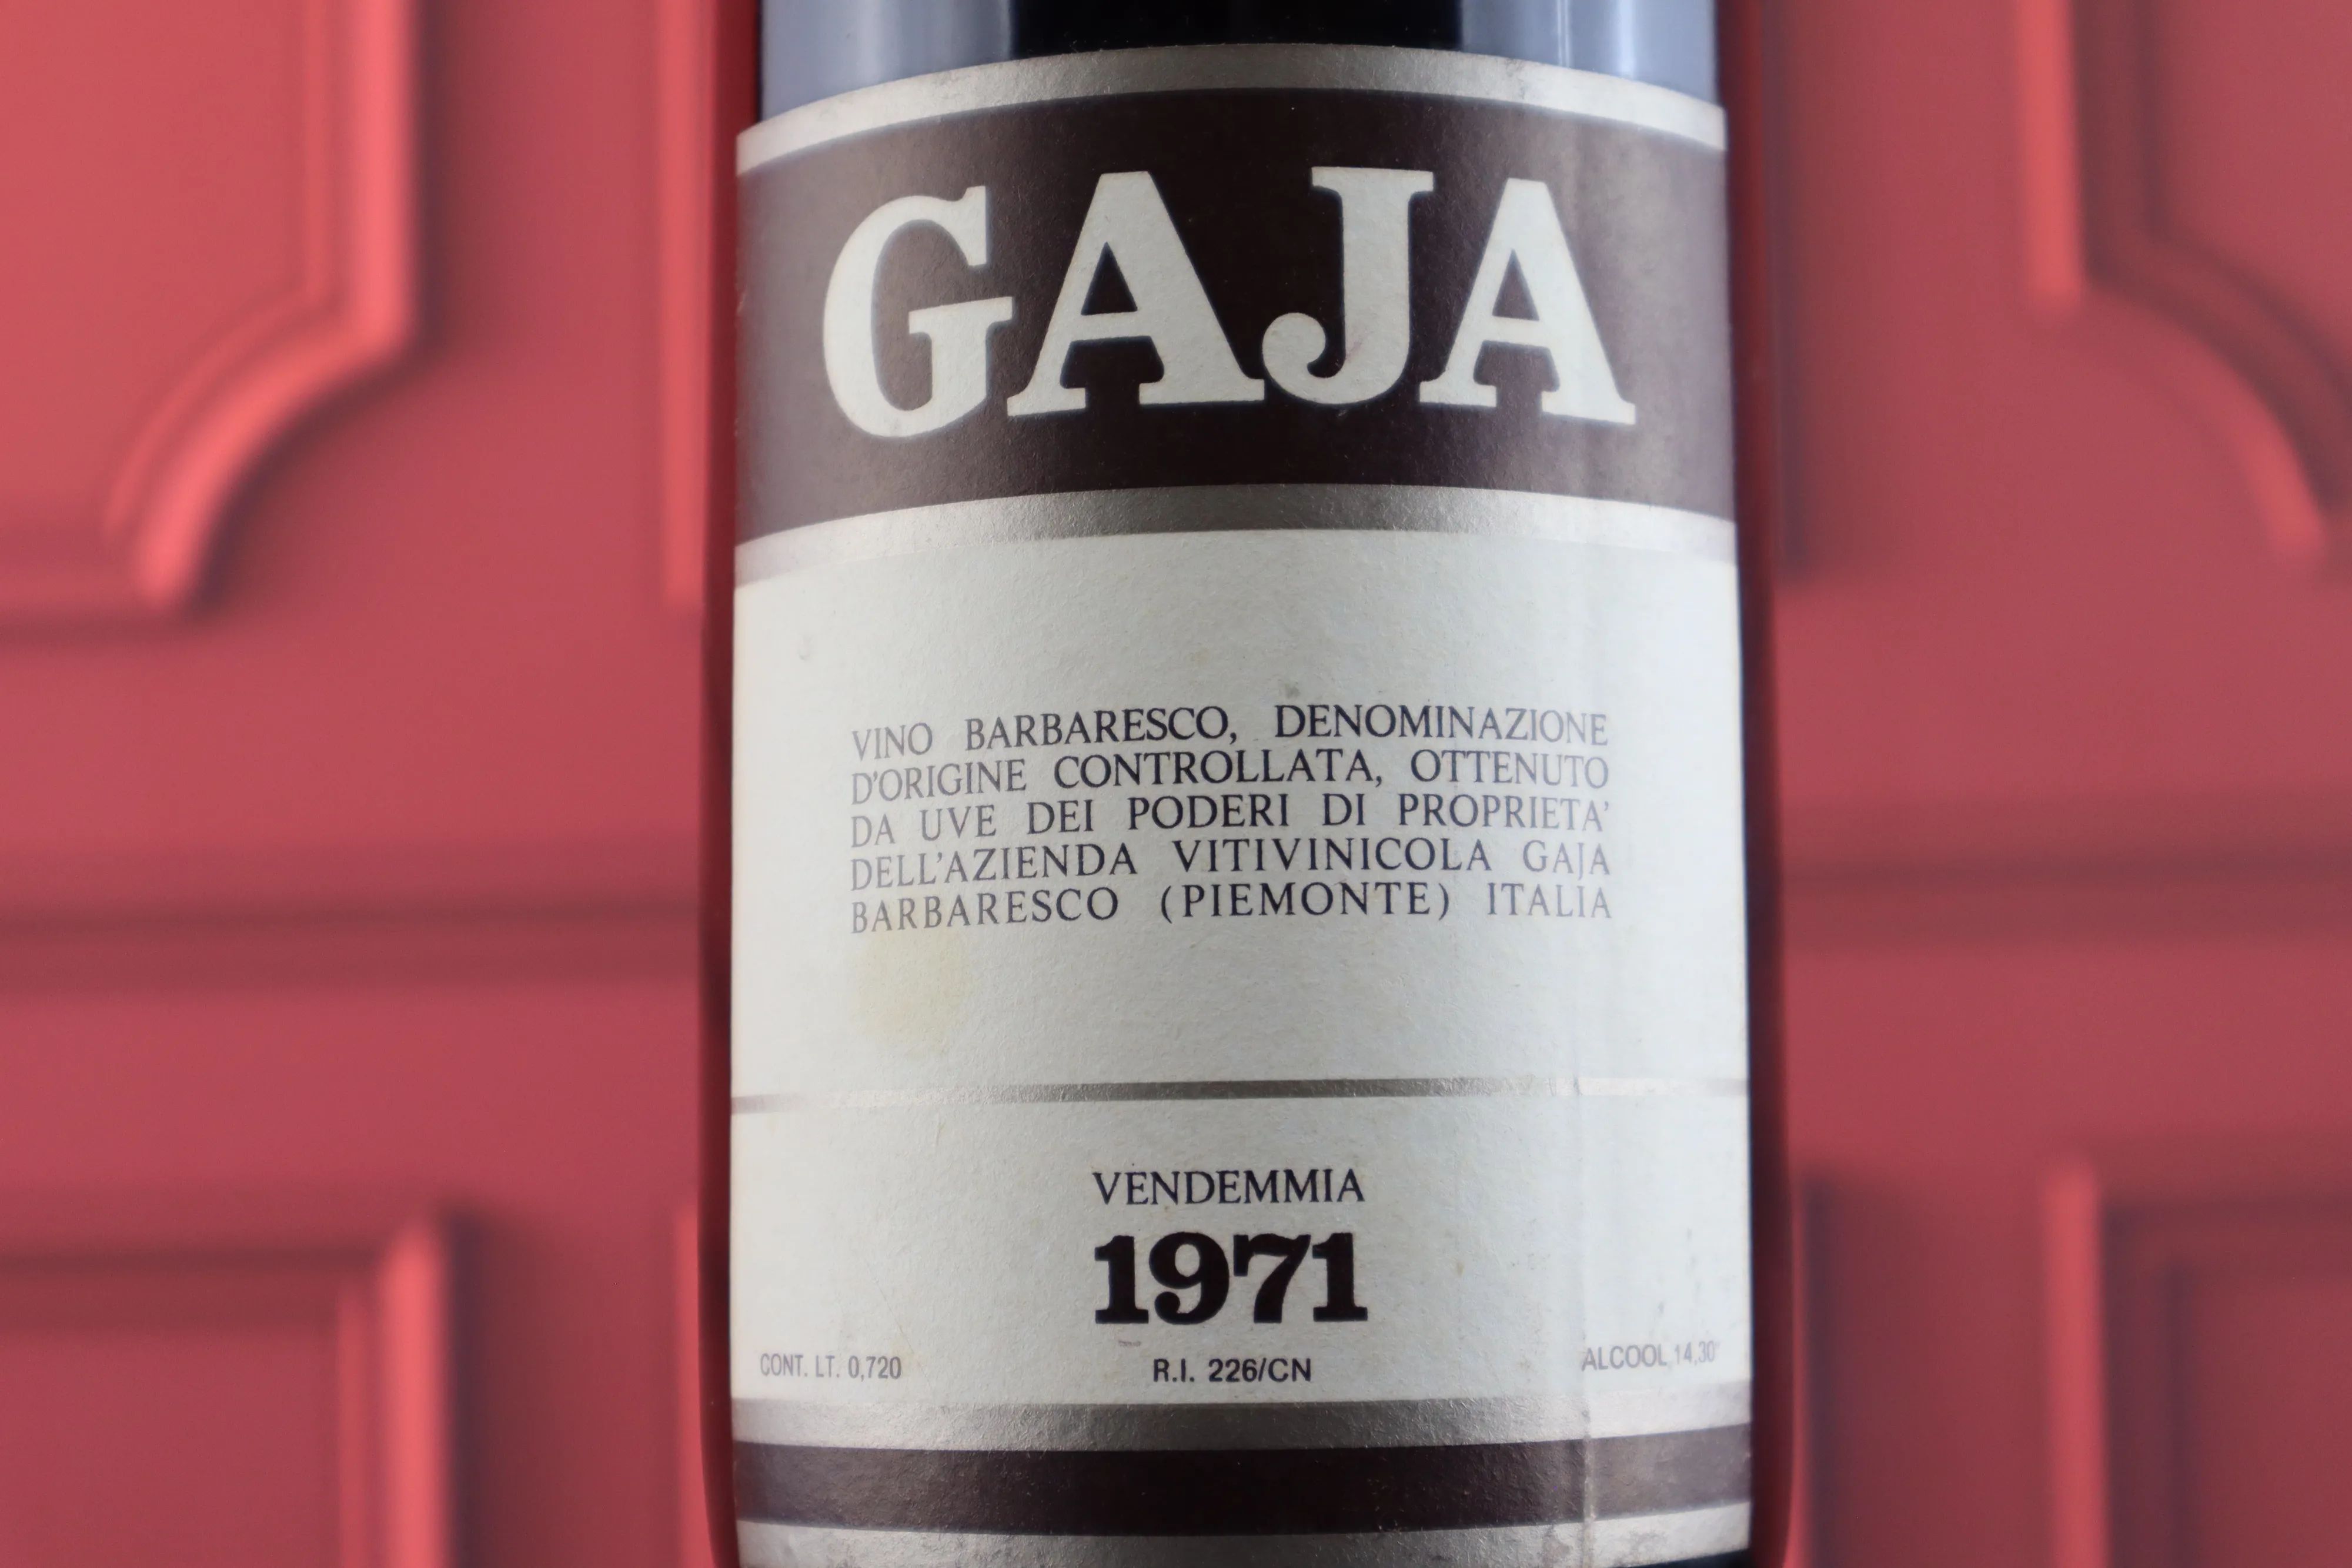 GAJA
VINO BARBARESCO, DENOMINAZIONE
D'ORIGINE CONTROLLATA, OTTENUTO
DA UVE DEI PODERI DI PROPRIETA'
DELL'AZIENDA VITIVINICOLA GAJA
BARBARESCO (PIEMONTE) ITALIA
VENDEMMIA
1971
CONT. LT. 0,720 R.I. 226/CN ALCOOL 14,30°